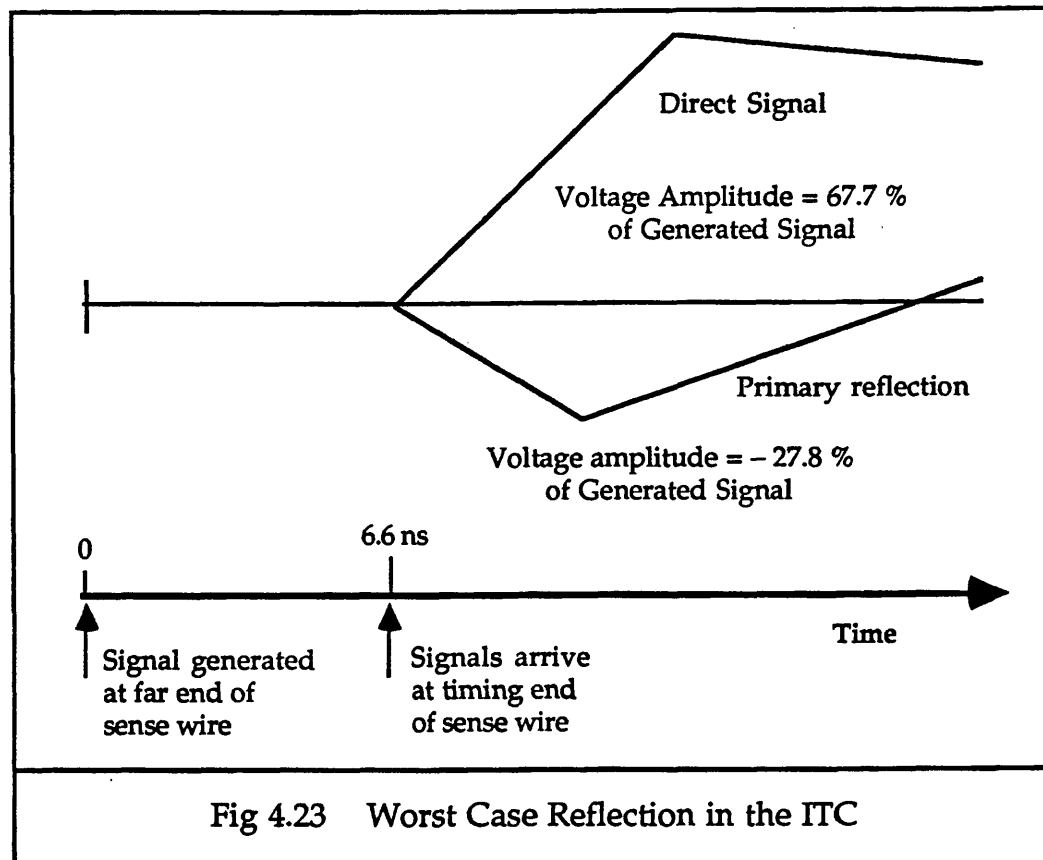 Direct Signal
Voltage Amplitude = 67.7 %
of Generated Signal
Primary reflection
Voltage amplitude = – 27.8 %
of Generated Signal
0
6.6 ns
Time
Signal generated
at far end of
sense wire
Signals arrive
at timing end
of sense wire
Fig 4.23 Worst Case Reflection in the ITC